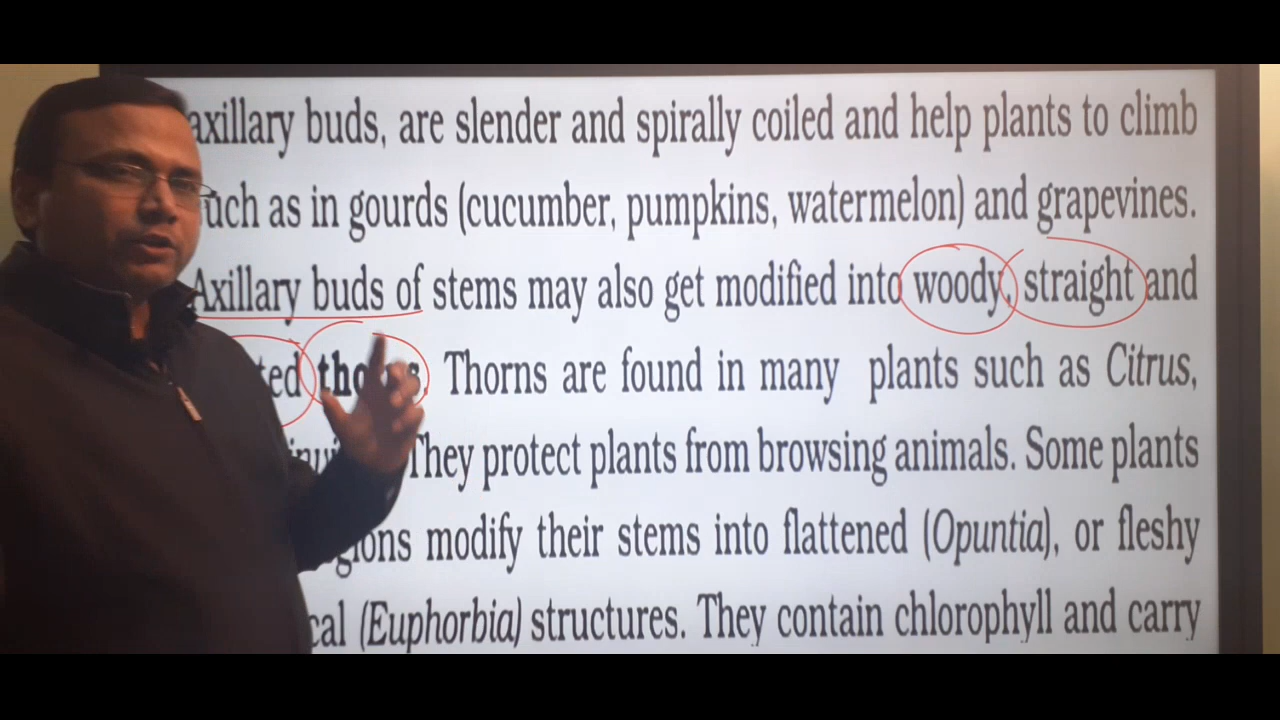 axillary buds, are slender and spirally coiled and help plants to climb
uch as in gourds (cucumber, pumpkins, watermelon) and grapevines.
Axillary buds of stems may also get modified into woody, straight and
ted thorns. Thorns are found in many plants such as Citrus,
They protect plants from browsing animals. Some plants
gions modify their stems into flattened (Opuntia), or fleshy
cal (Euphorbia) structures. They contain chlorophyll and carry